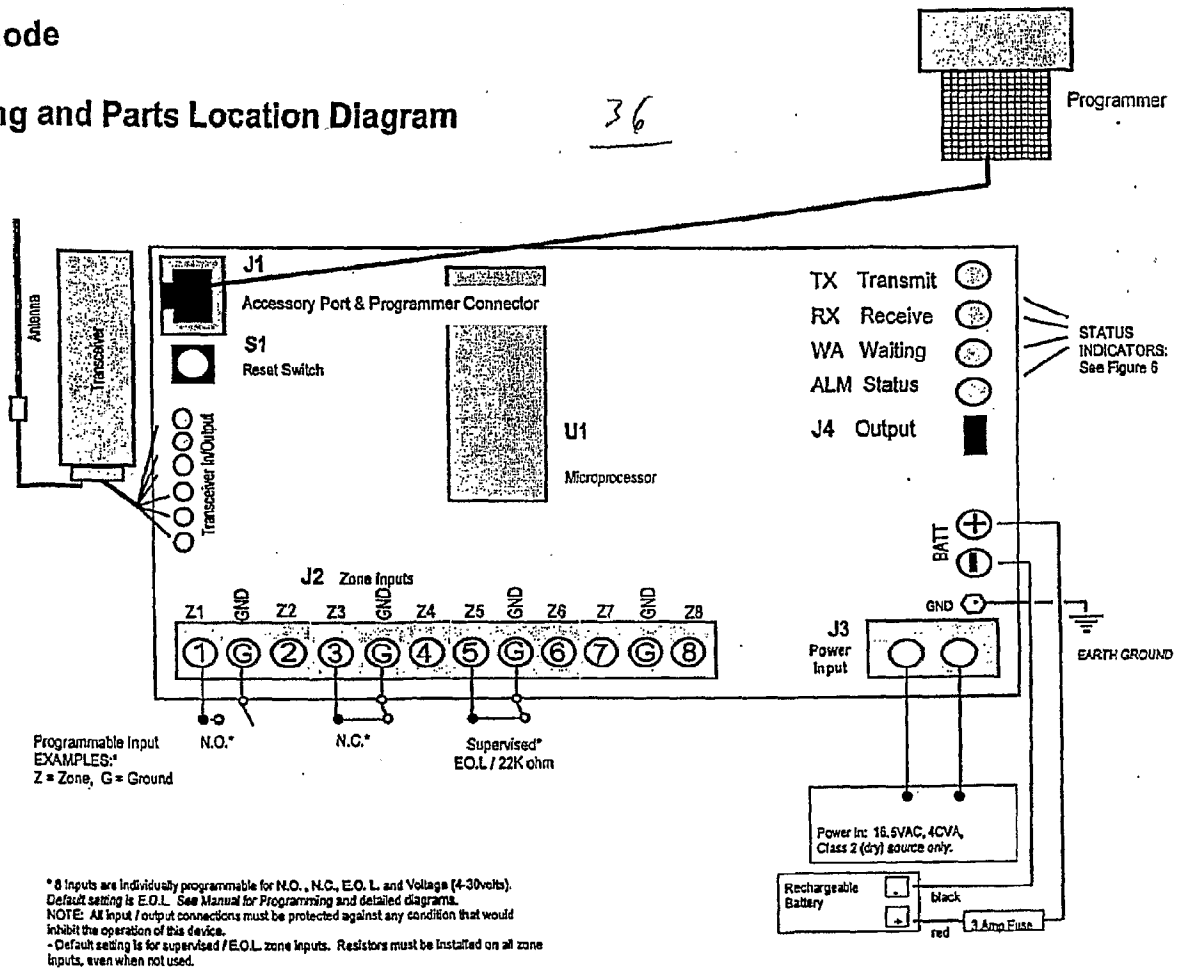 ode
ng and Parts Location Diagram
36
Programmer
J1
Accessory Port & Programmer Connector
S1
Reset Switch
Antenna
Transceiver
Transceiver In/Output
U1
Microprocessor
TX Transmit
RX Receive
WA Waiting
ALM Status
J4 Output
STATUS
INDICATORS:
See Figure 6
BATT
+
-
GND
EARTH GROUND
J2 Zone Inputs
Z1 GND Z2 Z3 GND Z4 Z5 GND Z6 Z7 GND Z8
1 G 2 3 G 4 5 G 6 7 G 8
J3
Power
Input
N.O.*
N.C.*
Supervised*
EO.L / 22K ohm
Programmable Input
EXAMPLES:*
Z = Zone, G = Ground
Power In: 16.5VAC, 4CVA,
Class 2 (dry) source only.
Rechargeable
Battery
-
black
+
red
3 Amp Fuse
* 8 Inputs are individually programmable for N.O., N.C., E.O. L. and Voltage (4-30volts).
Default setting is E.O.L. See Manual for Programming and detailed diagrams.
NOTE: All input / output connections must be protected against any condition that would
inhibit the operation of this device.
- Default setting is for supervised / E.O.L. zone inputs. Resistors must be installed on all zone
inputs, even when not used.